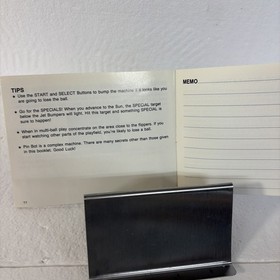 TIPS
● Use the START and SELECT Buttons to bump the machine if it looks like you
are going to lose the ball.
● Go for the SPECIALS! When you advance to the Sun, the SPECIAL target
below the Jet Bumpers will light. Hit this target and something SPECIAL is
sure to happen!
● When in multi-ball play concentrate on the area close to the flippers. If you
start watching other parts of the playfield, you're likely to lose a ball.
● Pin Bot is a complex machine. There are many secrets other than those given
in this booklet. Good Luck!
MEMO